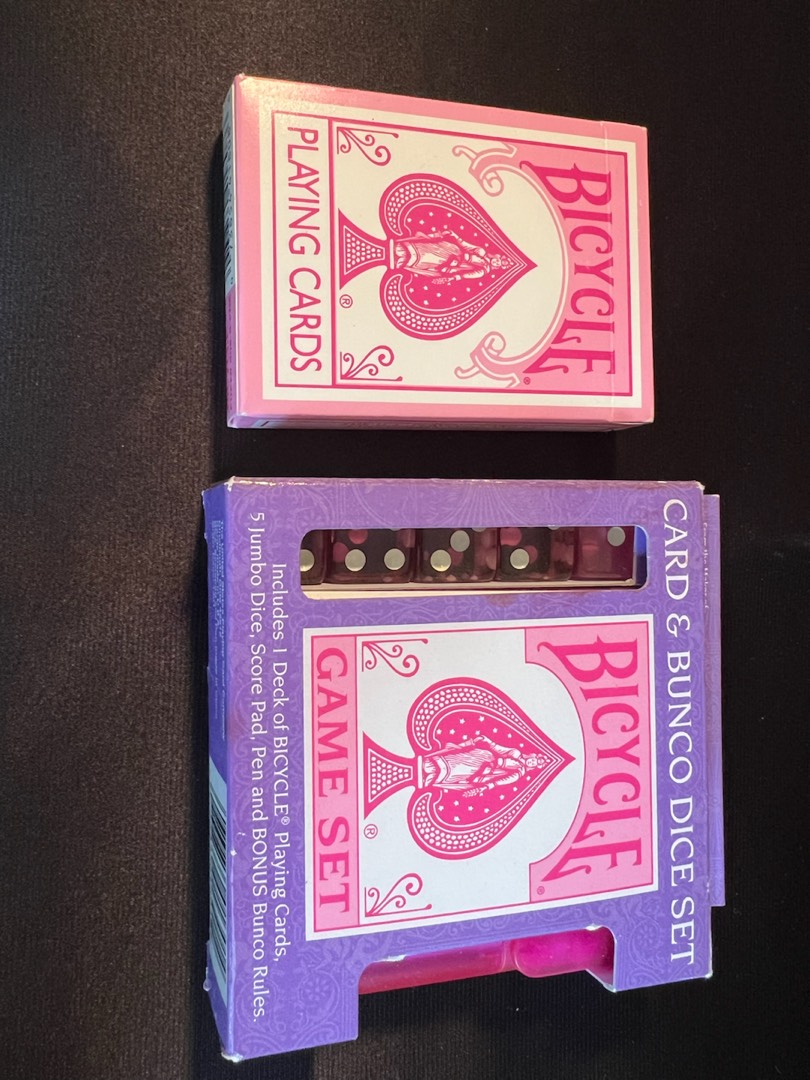 BICYCLE
®
®
PLAYING CARDS
CARD & BUNCO DICE SET
BICYCLE
®
®
GAME SET
Includes 1 Deck of BICYCLE® Playing Cards,
5 Jumbo Dice, Score Pad, Pen and BONUS Bunco Rules.